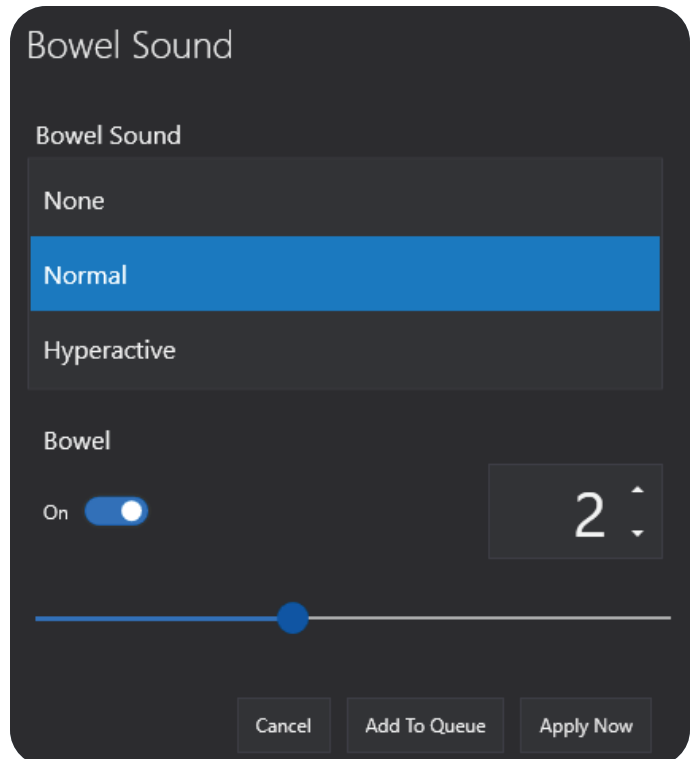 Bowel Sound
Bowel Sound
None
Normal
Hyperactive
Bowel
On
2
Cancel Add To Queue Apply Now